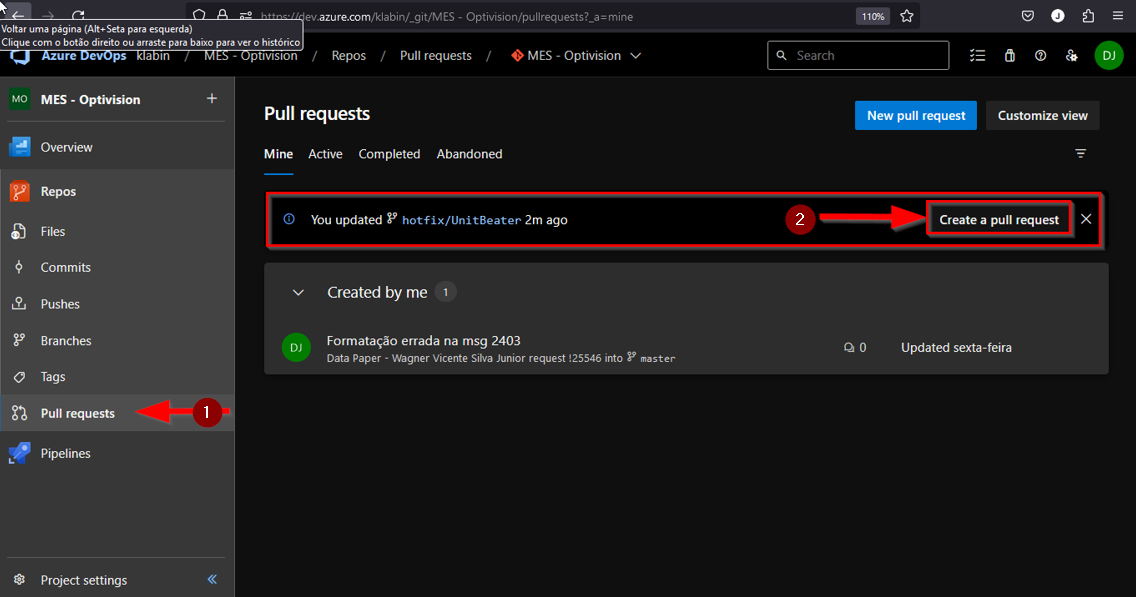 https://dev.azure.com/klabin/_git/MES - Optivision/pullrequests?_a=mine
110%
J
Voltar uma página (Alt+Seta para esquerda)
Clique com o botão direito ou arraste para baixo para ver o histórico
Azure DevOps klabin / MES - Optivision / Repos / Pull requests / MES - Optivision
Search
DJ
MO MES - Optivision +
Overview
Repos
Files
Commits
Pushes
Branches
Tags
Pull requests
1
Pipelines
Project settings
Pull requests
New pull request
Customize view
Mine Active Completed Abandoned
You updated hotfix/UnitBeater 2m ago
2
Create a pull request
Created by me 1
DJ
Formatação errada na msg 2403
Data Paper - Wagner Vicente Silva Junior request !25546 into master
0
Updated sexta-feira